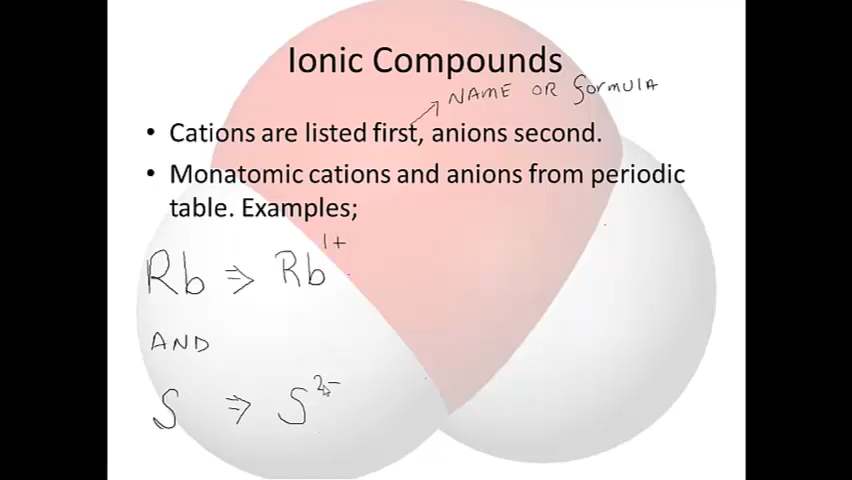 Ionic Compounds
NAME OR formula
• Cations are listed first, anions second.
• Monatomic cations and anions from periodic
table. Examples;
Rb ⇒ Rb¹⁺
AND
S ⇒ S²⁻